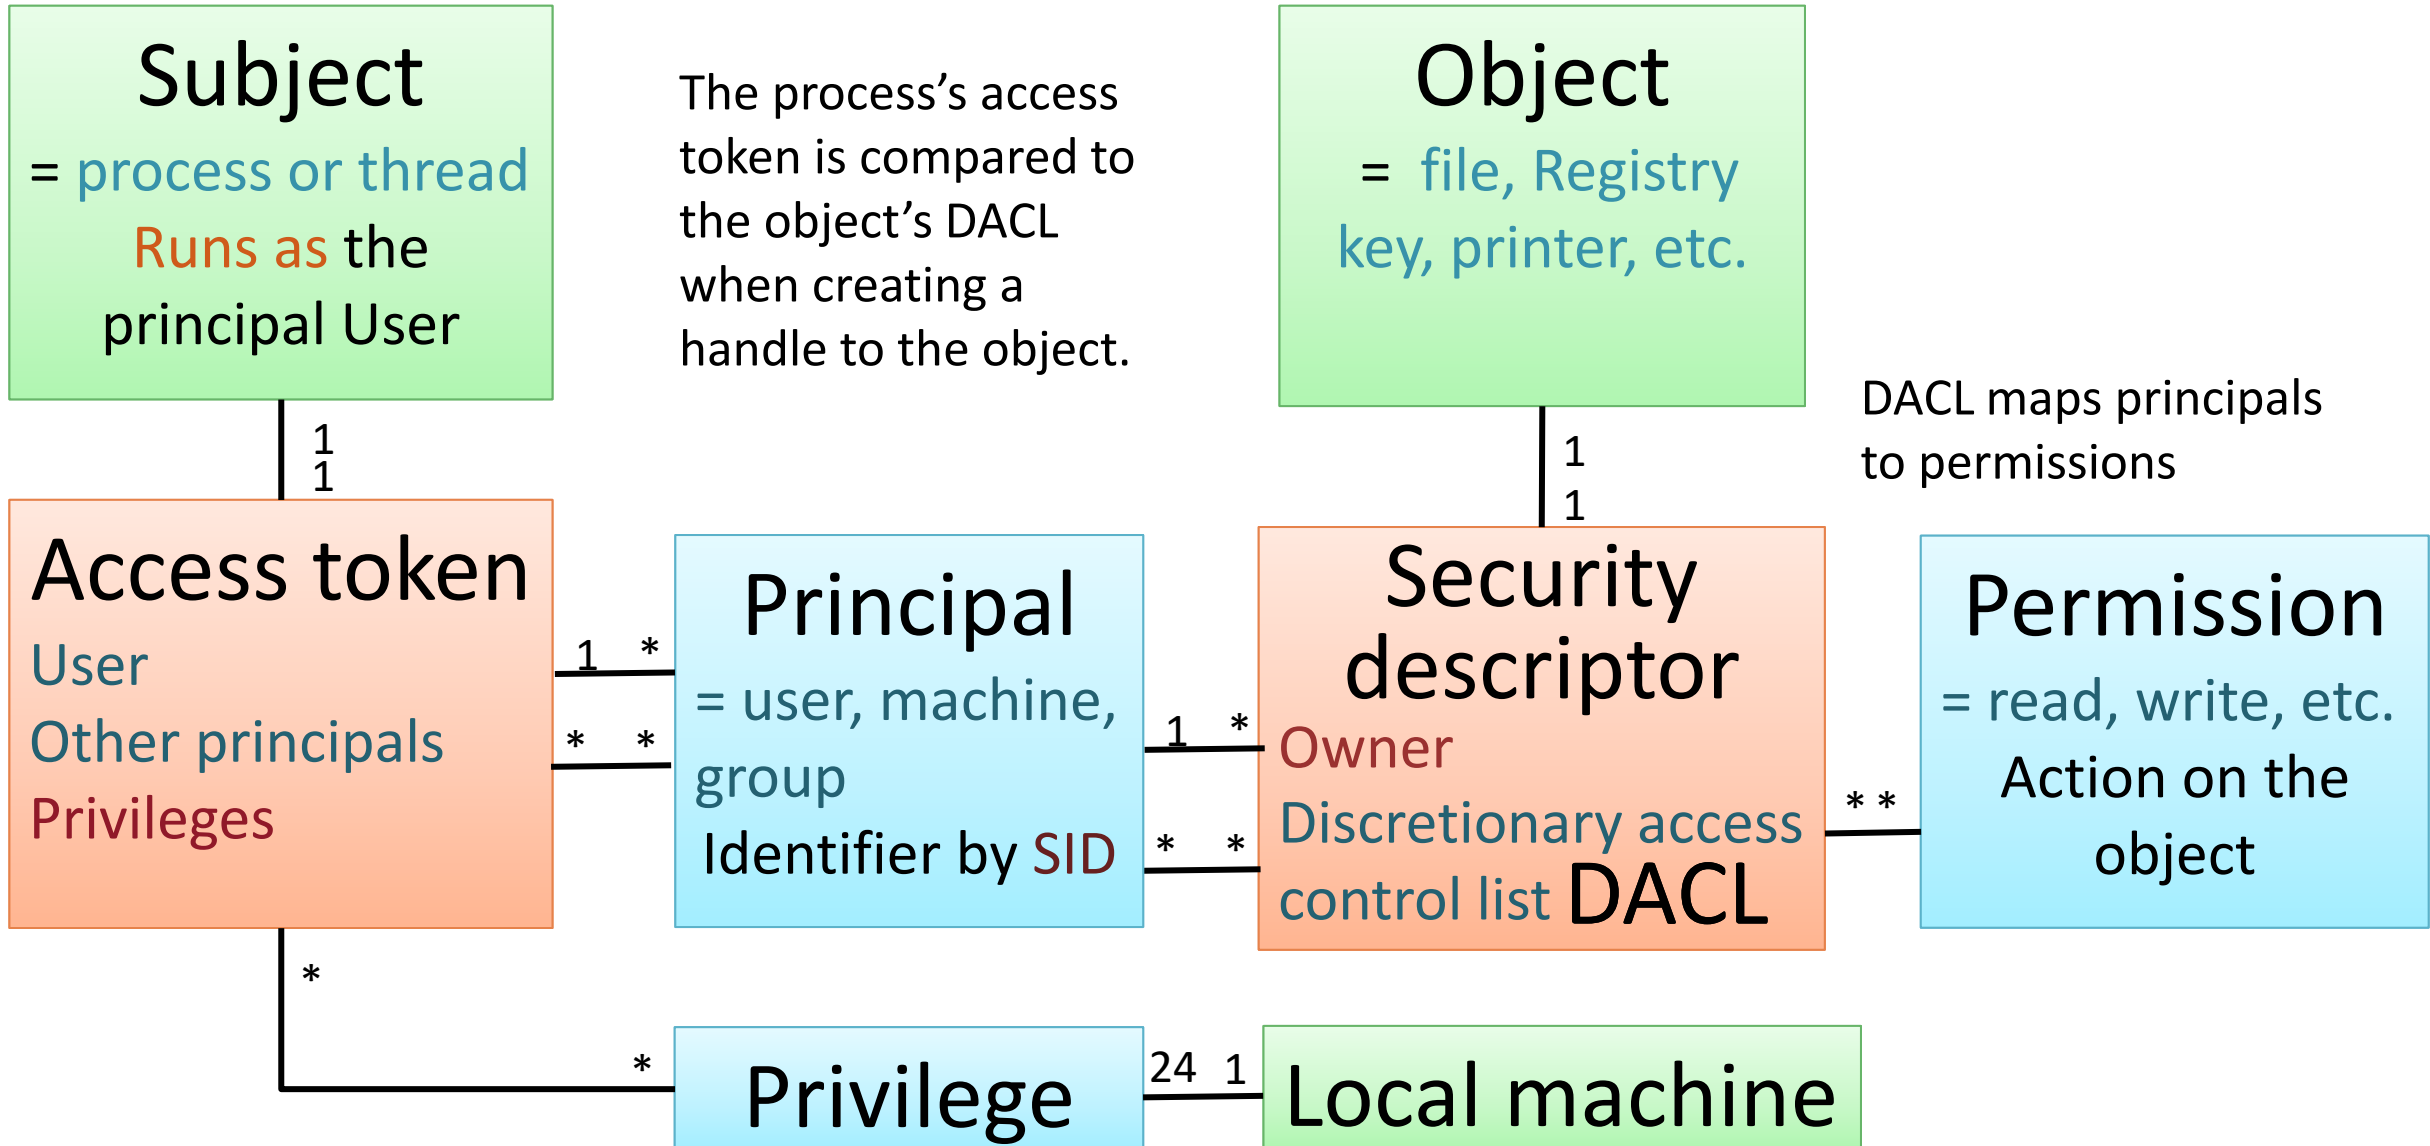 Subject
= process or thread
Runs as the
principal User
The process’s access
token is compared to
the object’s DACL
when creating a
handle to the object.
Object
= file, Registry
key, printer, etc.
DACL maps principals
to permissions
1
1
1
1
Access token
User
Other principals
Privileges
1 *
* *
Principal
= user, machine,
group
Identifier by SID
1 *
* *
Security
descriptor
Owner
Discretionary access
control list DACL
* *
Permission
= read, write, etc.
Action on the
object
*
*
Privilege
24 1
Local machine